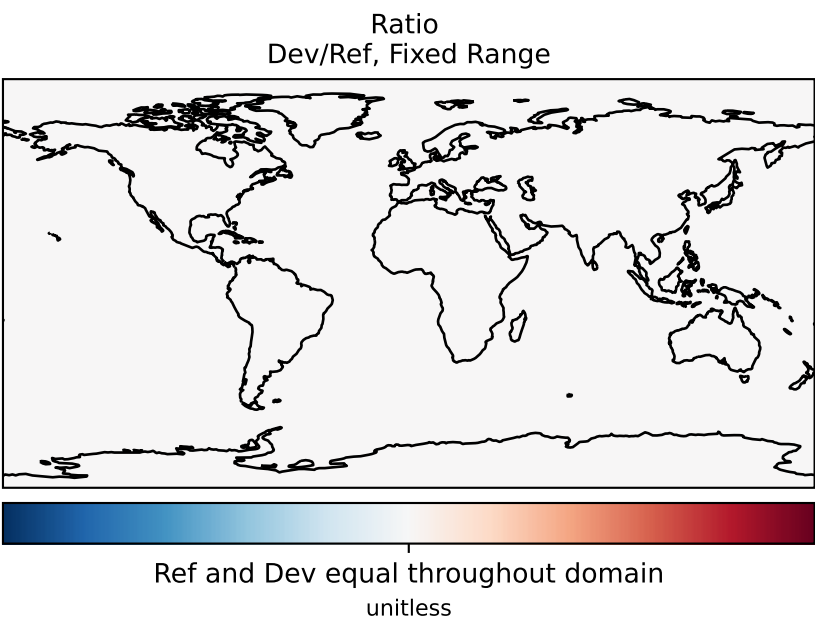 Ratio
Dev/Ref, Fixed Range
Ref and Dev equal throughout domain
unitless